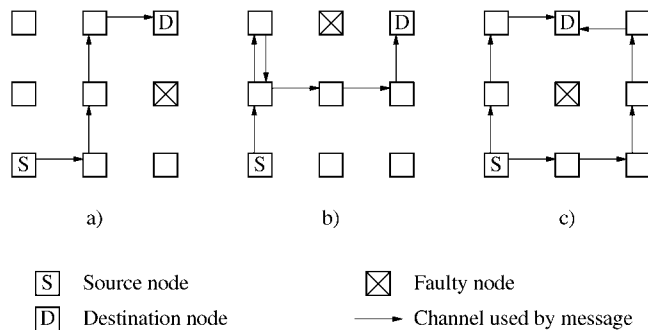 D D D
S S S
a) b) c)
S Source node Faulty node
D Destination node Channel used by message